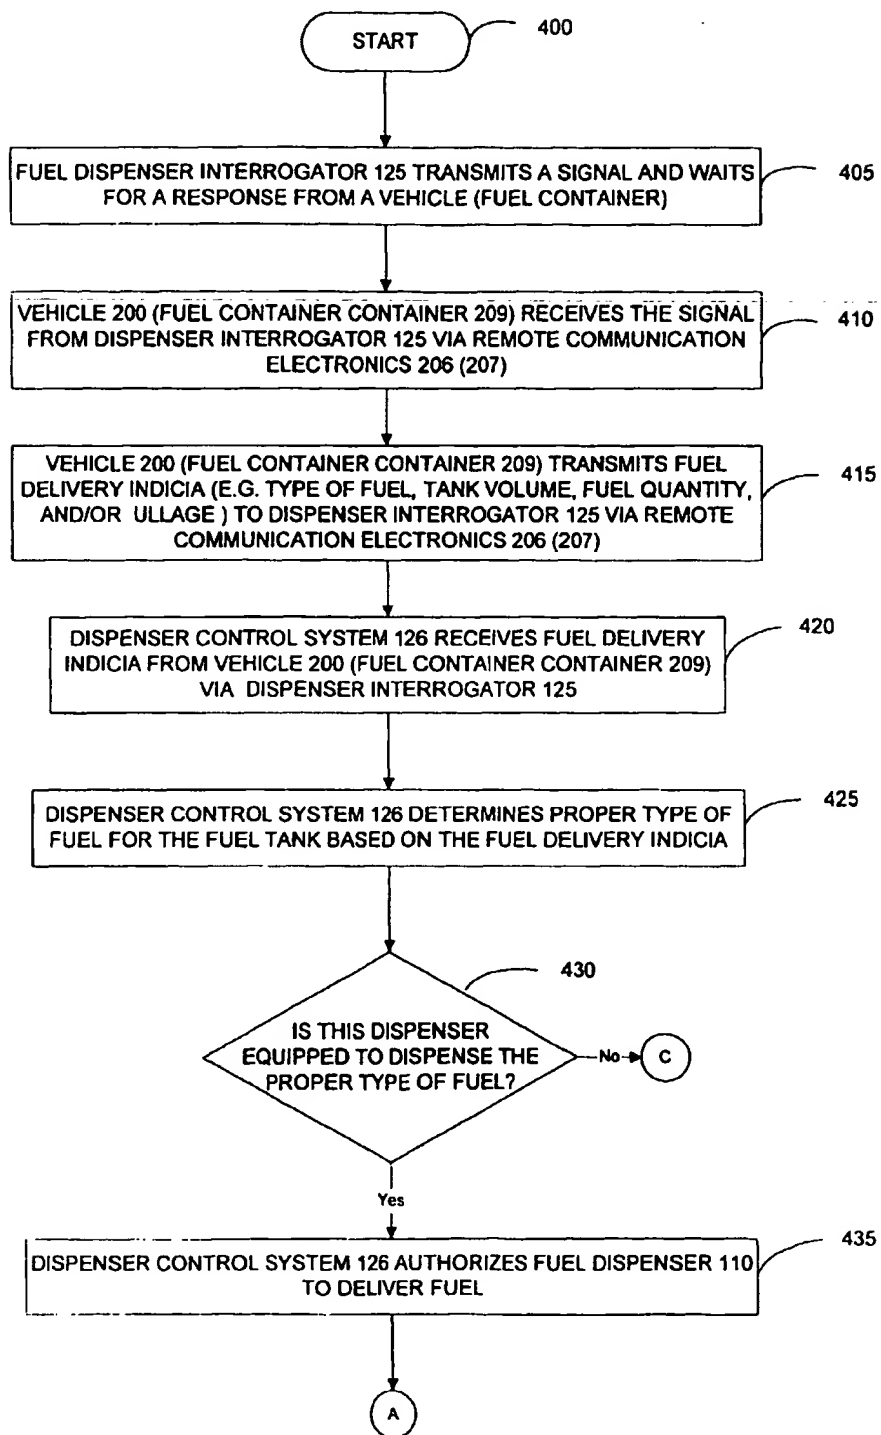 START
400
FUEL DISPENSER INTERROGATOR 125 TRANSMITS A SIGNAL AND WAITS
FOR A RESPONSE FROM A VEHICLE (FUEL CONTAINER)
405
VEHICLE 200 (FUEL CONTAINER CONTAINER 209) RECEIVES THE SIGNAL
FROM DISPENSER INTERROGATOR 125 VIA REMOTE COMMUNICATION
ELECTRONICS 206 (207)
410
VEHICLE 200 (FUEL CONTAINER CONTAINER 209) TRANSMITS FUEL
DELIVERY INDICIA (E.G. TYPE OF FUEL, TANK VOLUME, FUEL QUANTITY,
AND/OR ULLAGE ) TO DISPENSER INTERROGATOR 125 VIA REMOTE
COMMUNICATION ELECTRONICS 206 (207)
415
DISPENSER CONTROL SYSTEM 126 RECEIVES FUEL DELIVERY
INDICIA FROM VEHICLE 200 (FUEL CONTAINER CONTAINER 209)
VIA DISPENSER INTERROGATOR 125
420
DISPENSER CONTROL SYSTEM 126 DETERMINES PROPER TYPE OF
FUEL FOR THE FUEL TANK BASED ON THE FUEL DELIVERY INDICIA
425
430
IS THIS DISPENSER
EQUIPPED TO DISPENSE THE
PROPER TYPE OF FUEL?
No
C
Yes
DISPENSER CONTROL SYSTEM 126 AUTHORIZES FUEL DISPENSER 110
TO DELIVER FUEL
435
A